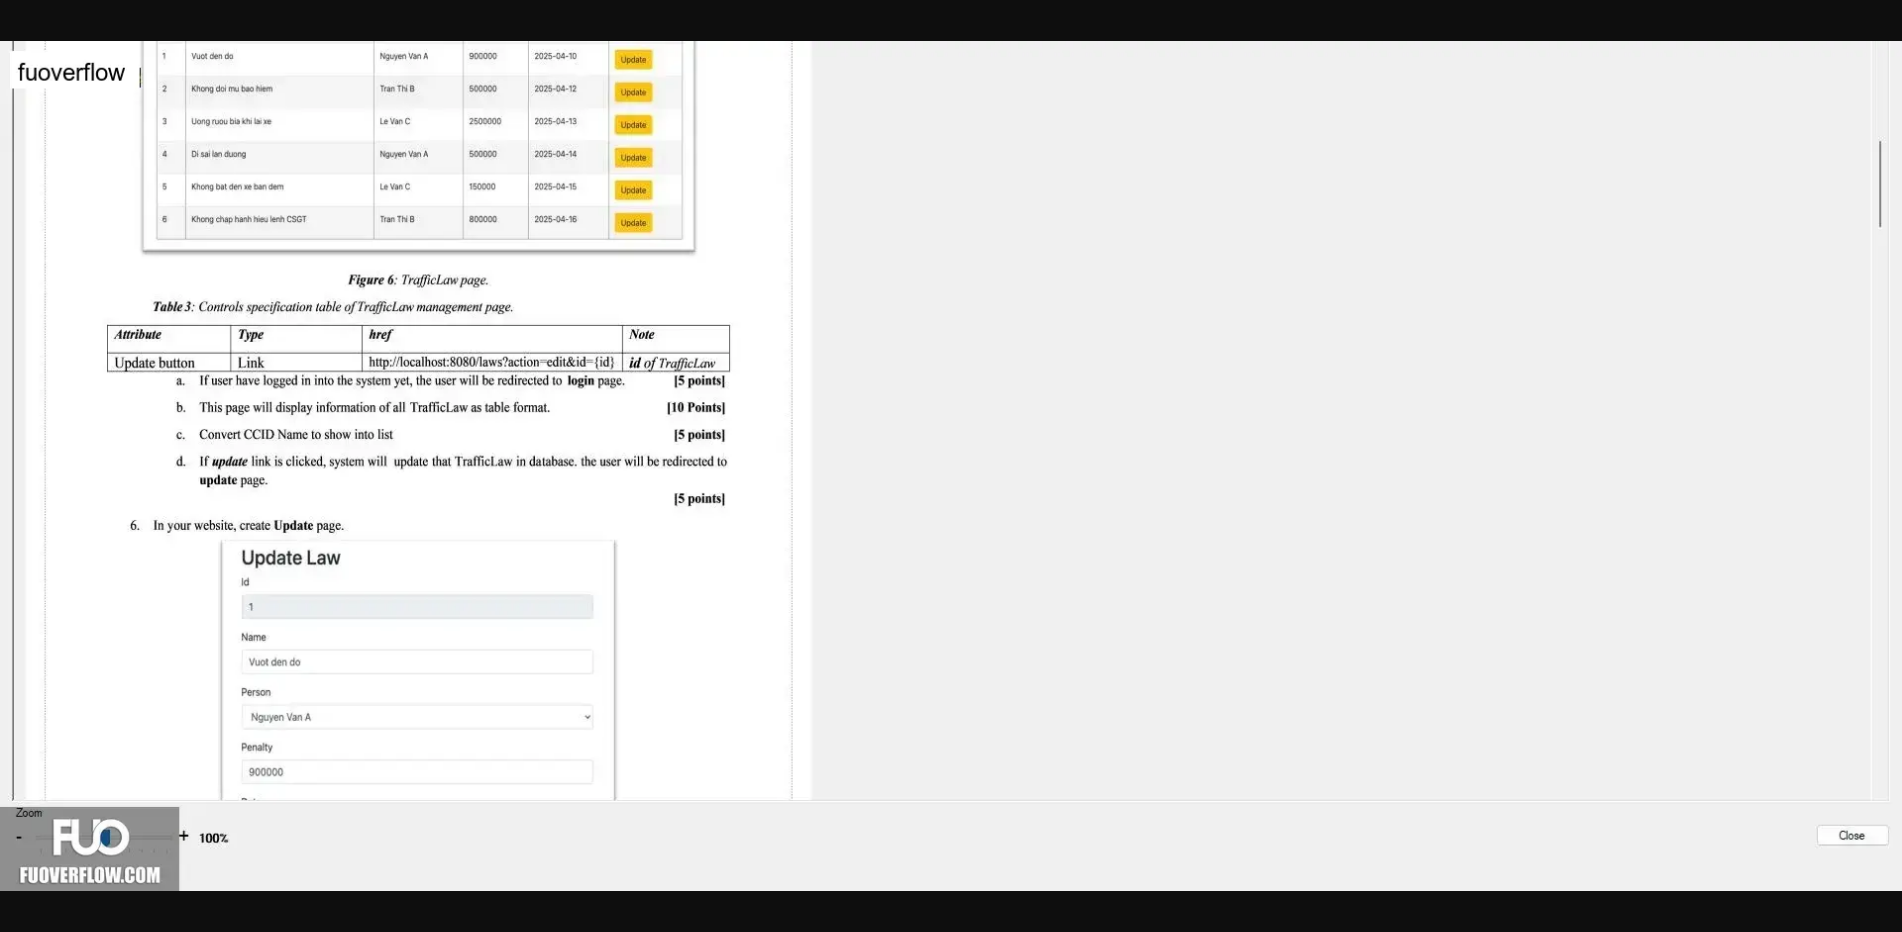 fuoverflow
1 Vuot den do Nguyen Van A 900000 2025-04-10 Update
2 Khong doi mu bao hiem Tran Thi B 500000 2025-04-12 Update
3 Uong ruou bia khi lai xe Le Van C 2500000 2025-04-13 Update
4 Di sai lan duong Nguyen Van A 500000 2025-04-14 Update
5 Khong bat den xe ban dem Le Van C 150000 2025-04-15 Update
6 Khong chap hanh hieu lenh CSGT Tran Thi B 800000 2025-04-16 Update
Figure 6: TrafficLaw page.
Table 3: Controls specification table of TrafficLaw management page.
Attribute Type href Note
Update button Link http://localhost:8080/laws?action=edit&id={id} id of TrafficLaw
a. If user have logged in into the system yet, the user will be redirected to login page. [5 points]
b. This page will display information of all TrafficLaw as table format. [10 Points]
c. Convert CCID Name to show into list [5 points]
d. If update link is clicked, system will update that TrafficLaw in database. the user will be redirected to
update page.
[5 points]
6. In your website, create Update page.
Update Law
Id
1
Name
Vuot den do
Person
Nguyen Van A
Penalty
900000
Zoom
- + 100%
Close
FUO
FUOVERFLOW.COM